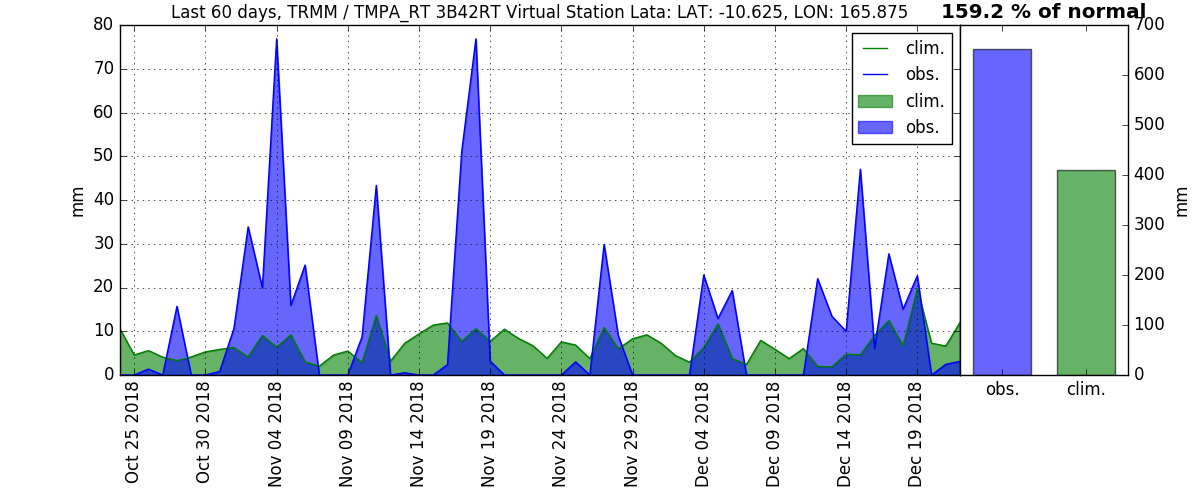 Last 60 days, TRMM / TMPA_RT 3B42RT Virtual Station Lata: LAT: -10.625, LON: 165.875
159.2 % of normal
80
70
60
50
40
30
20
10
0
mm
clim.
obs.
clim.
obs.
700
600
500
400
300
200
100
0
mm
Oct 25 2018
Oct 30 2018
Nov 04 2018
Nov 09 2018
Nov 14 2018
Nov 19 2018
Nov 24 2018
Nov 29 2018
Dec 04 2018
Dec 09 2018
Dec 14 2018
Dec 19 2018
obs.
clim.